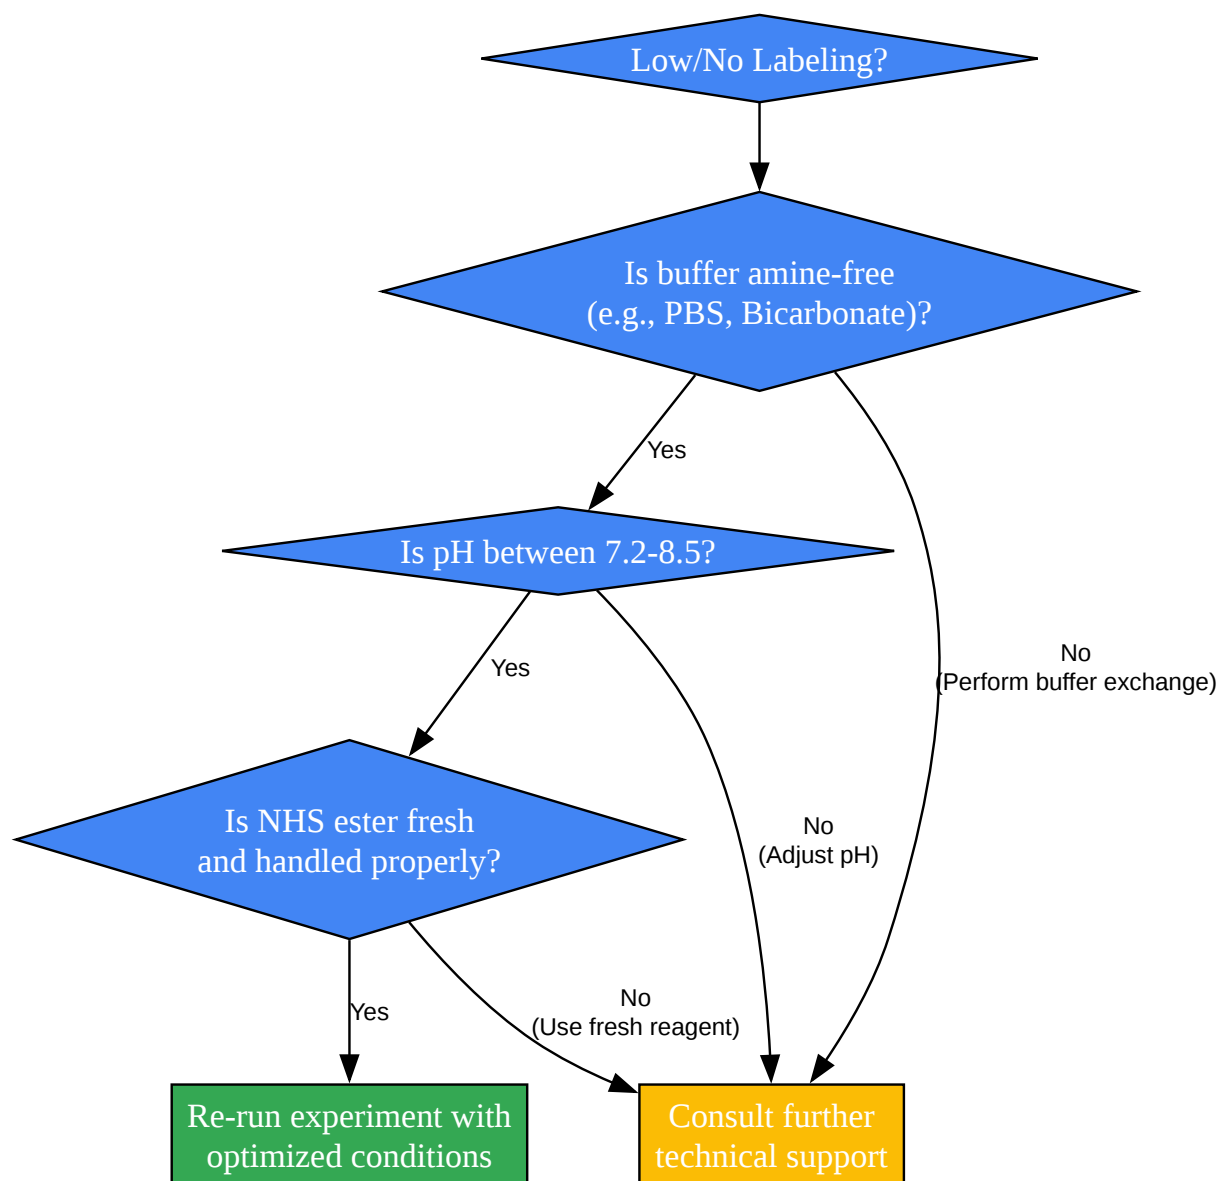 Low/No Labeling?
Is buffer amine-free
(e.g., PBS, Bicarbonate)?
Yes
Is pH between 7.2-8.5?
No
(Perform buffer exchange)
Yes
Is NHS ester fresh
and handled properly?
No
(Adjust pH)
Yes
No
(Use fresh reagent)
Re-run experiment with
optimized conditions
Consult further
technical support